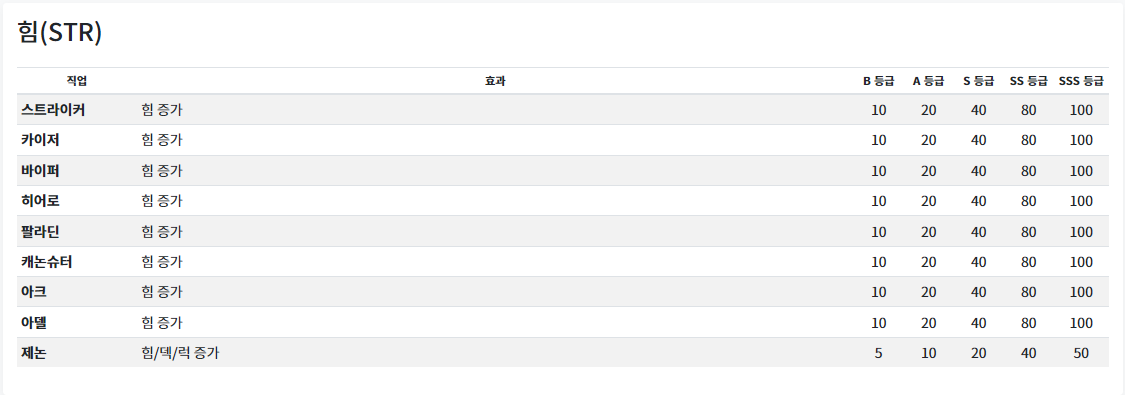 힘(STR)
직업 효과 B 등급 A 등급 S 등급 SS 등급 SSS 등급
스트라이커 힘 증가 10 20 40 80 100
카이저 힘 증가 10 20 40 80 100
바이퍼 힘 증가 10 20 40 80 100
히어로 힘 증가 10 20 40 80 100
팔라딘 힘 증가 10 20 40 80 100
캐논슈터 힘 증가 10 20 40 80 100
아크 힘 증가 10 20 40 80 100
아델 힘 증가 10 20 40 80 100
제논 힘/덱/럭 증가 5 10 20 40 50